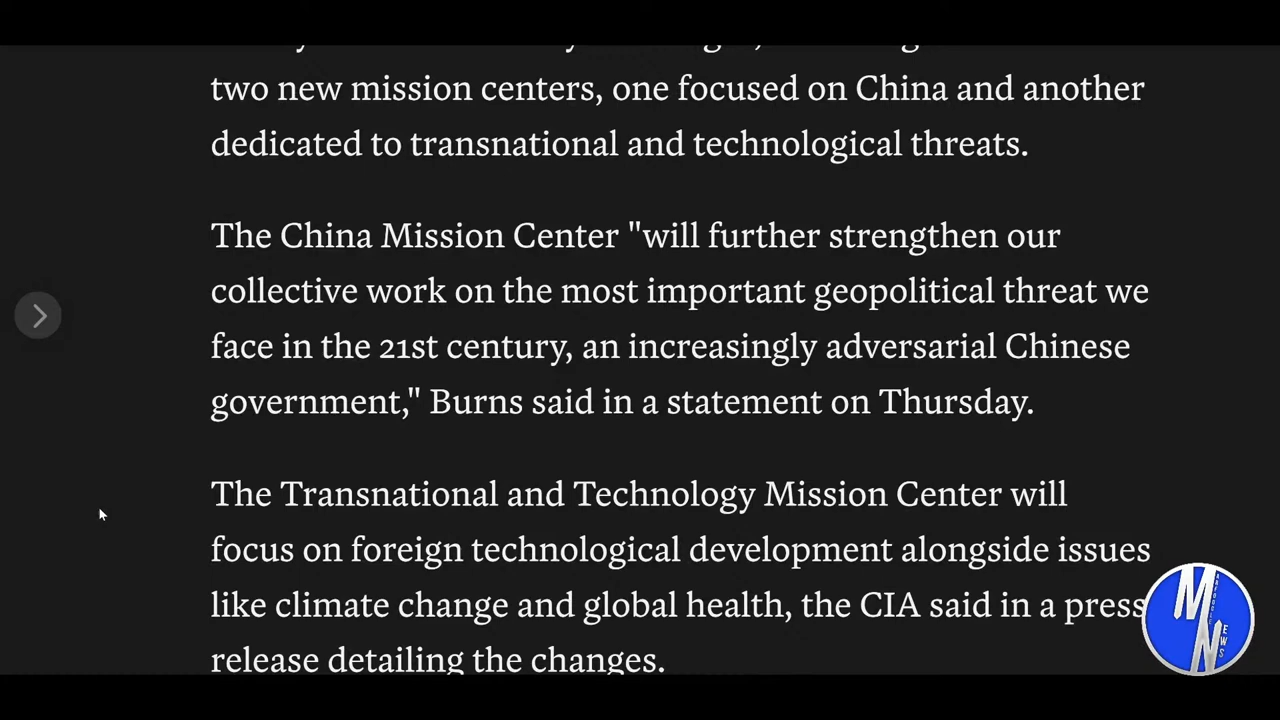 two new mission centers, one focused on China and another
dedicated to transnational and technological threats.
The China Mission Center "will further strengthen our
collective work on the most important geopolitical threat we
face in the 21st century, an increasingly adversarial Chinese
government," Burns said in a statement on Thursday.
The Transnational and Technology Mission Center will
focus on foreign technological development alongside issues
like climate change and global health, the CIA said in a press
release detailing the changes.